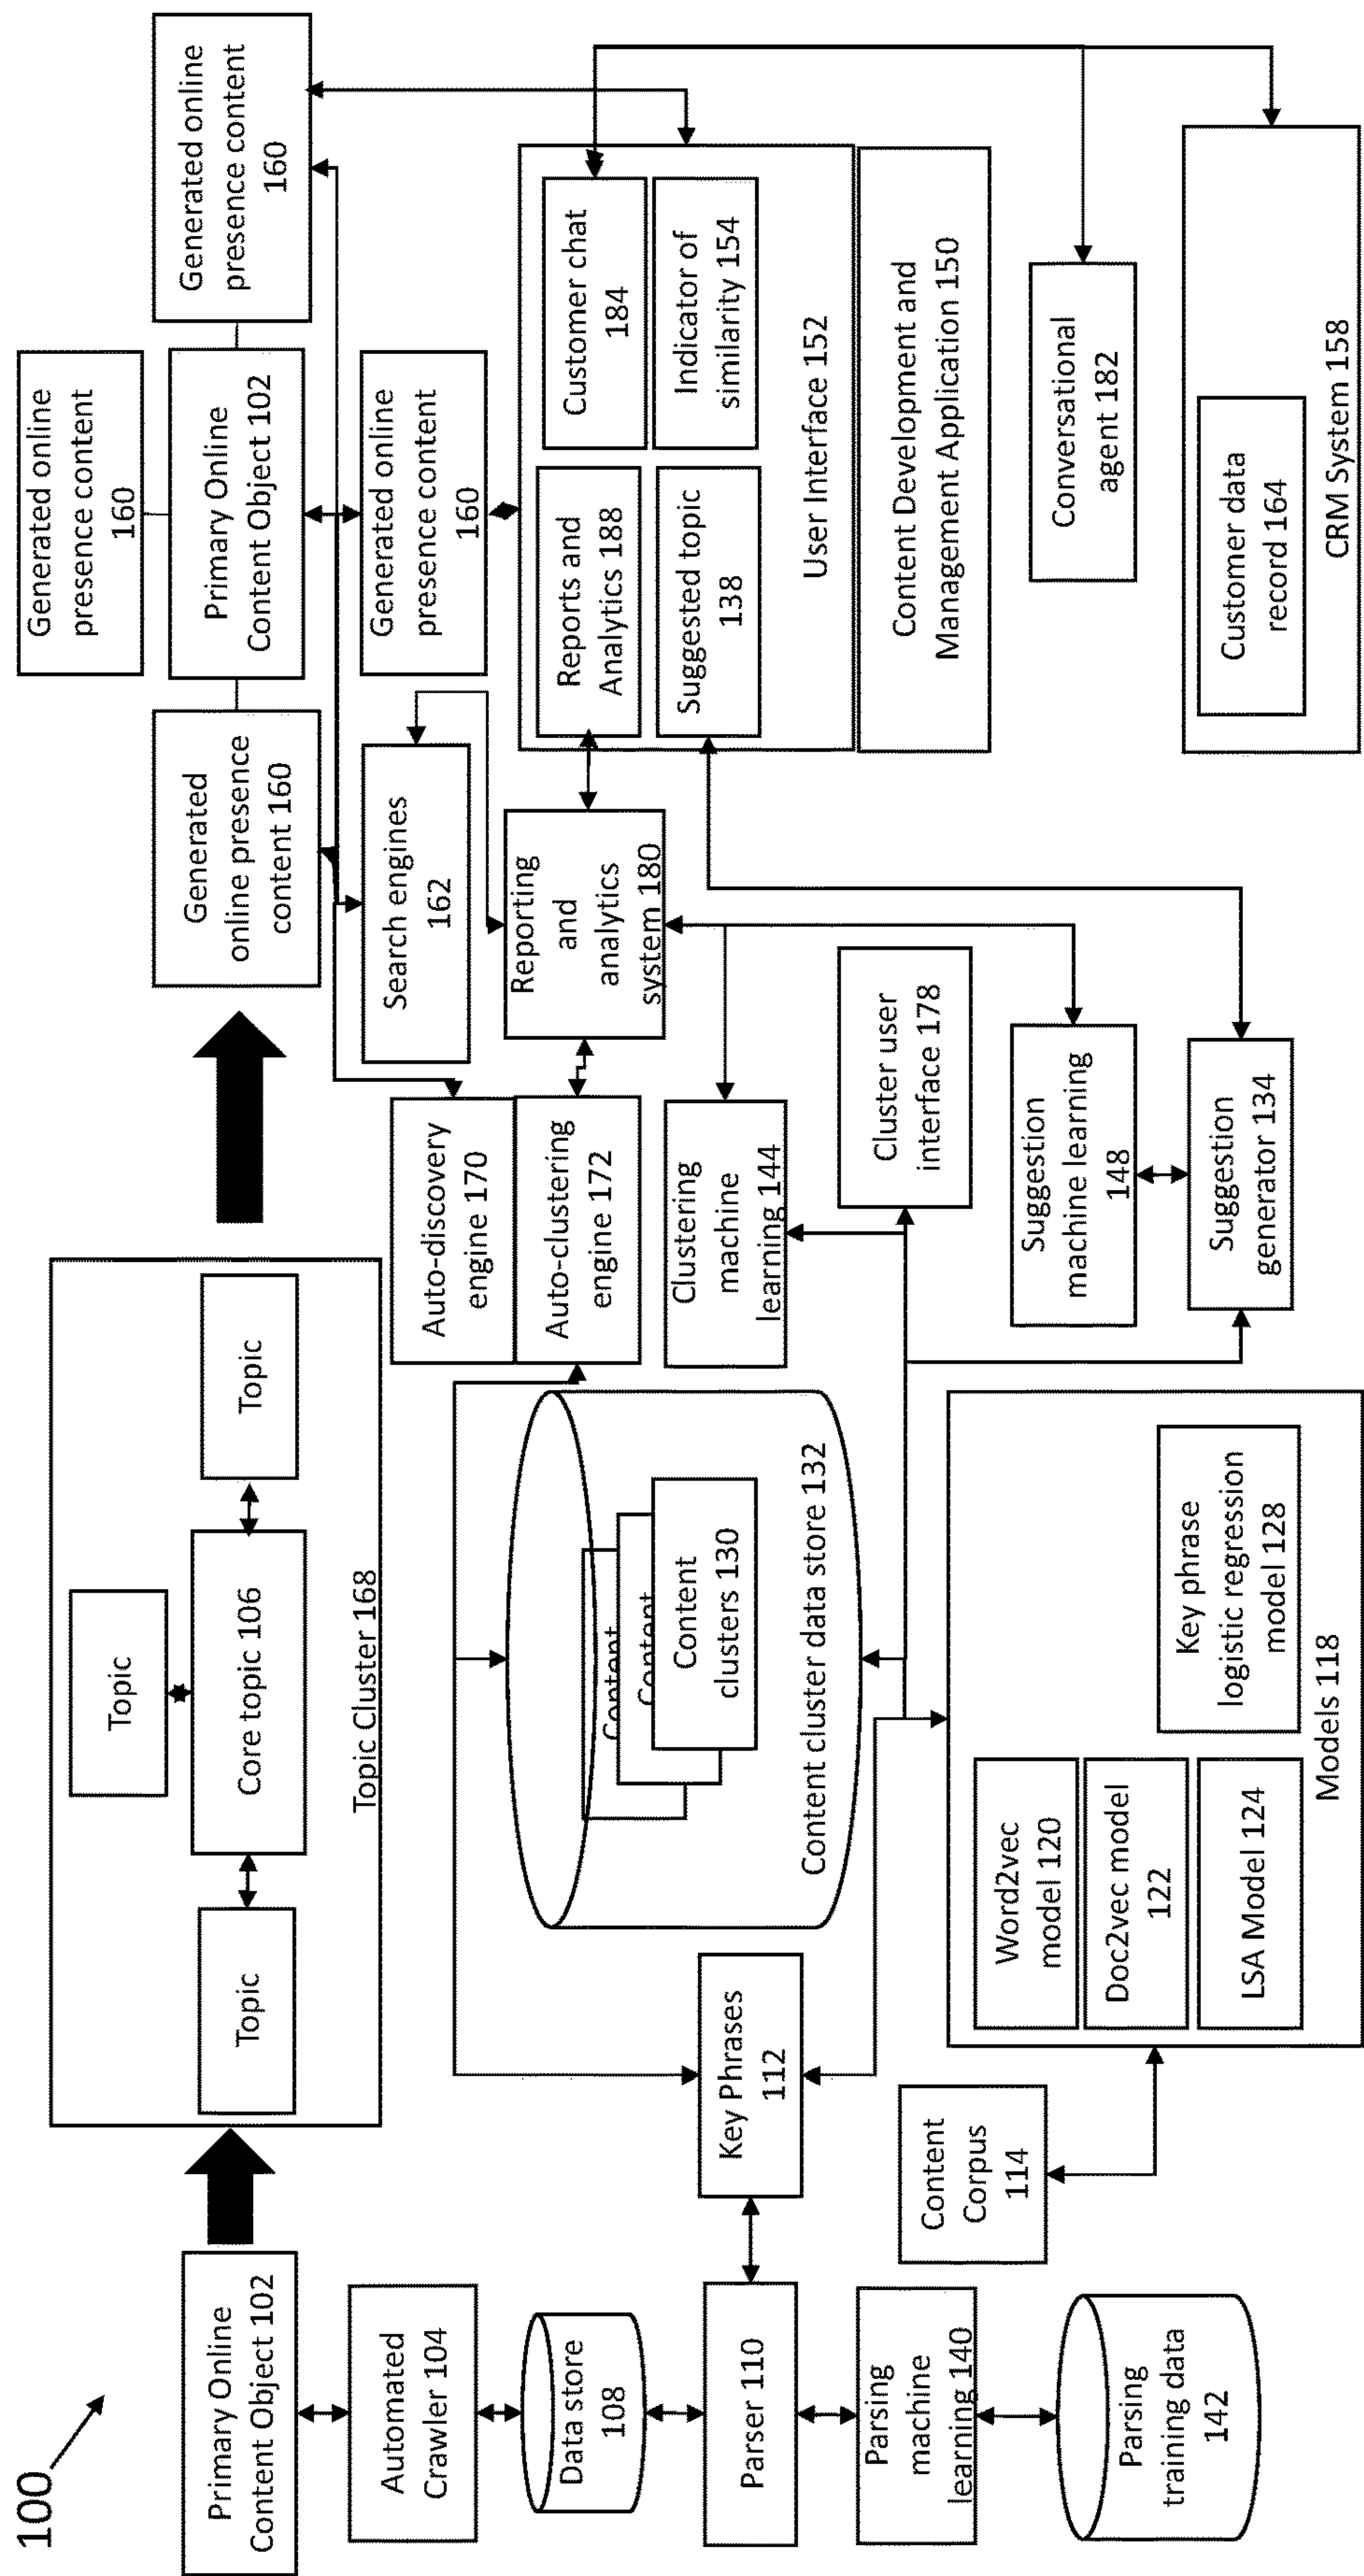 100
Primary Online
Content Object 102
Automated
Crawler 104
Data store
108
Parser 110
Parsing
machine
learning 140
Parsing
training data
142
Topic
Topic
Core topic 106
Topic
Topic Cluster 168
Key Phrases
112
Content
Corpus
114
Content
Content
Content
clusters 130
Content cluster data store 132
Word2vec
model 120
Doc2vec model
122
LSA Model 124
Key phrase
logistic regression
model 128
Models 118
Auto-discovery
engine 170
Auto-clustering
engine 172
Clustering
machine
learning 144
Cluster user
interface 178
Suggestion
machine learning
148
Suggestion
generator 134
Generated
online presence
content 160
Search engines
162
Reporting
and
analytics
system 180
Generated online
presence content
160
Primary Online
Content Object 102
Generated online
presence content
160
Generated online
presence content
160
Reports and
Analytics 188
Customer chat
184
Suggested topic
138
Indicator of
similarity 154
User Interface 152
Content Development and
Management Application 150
Conversational
agent 182
Customer data
record 164
CRM System 158